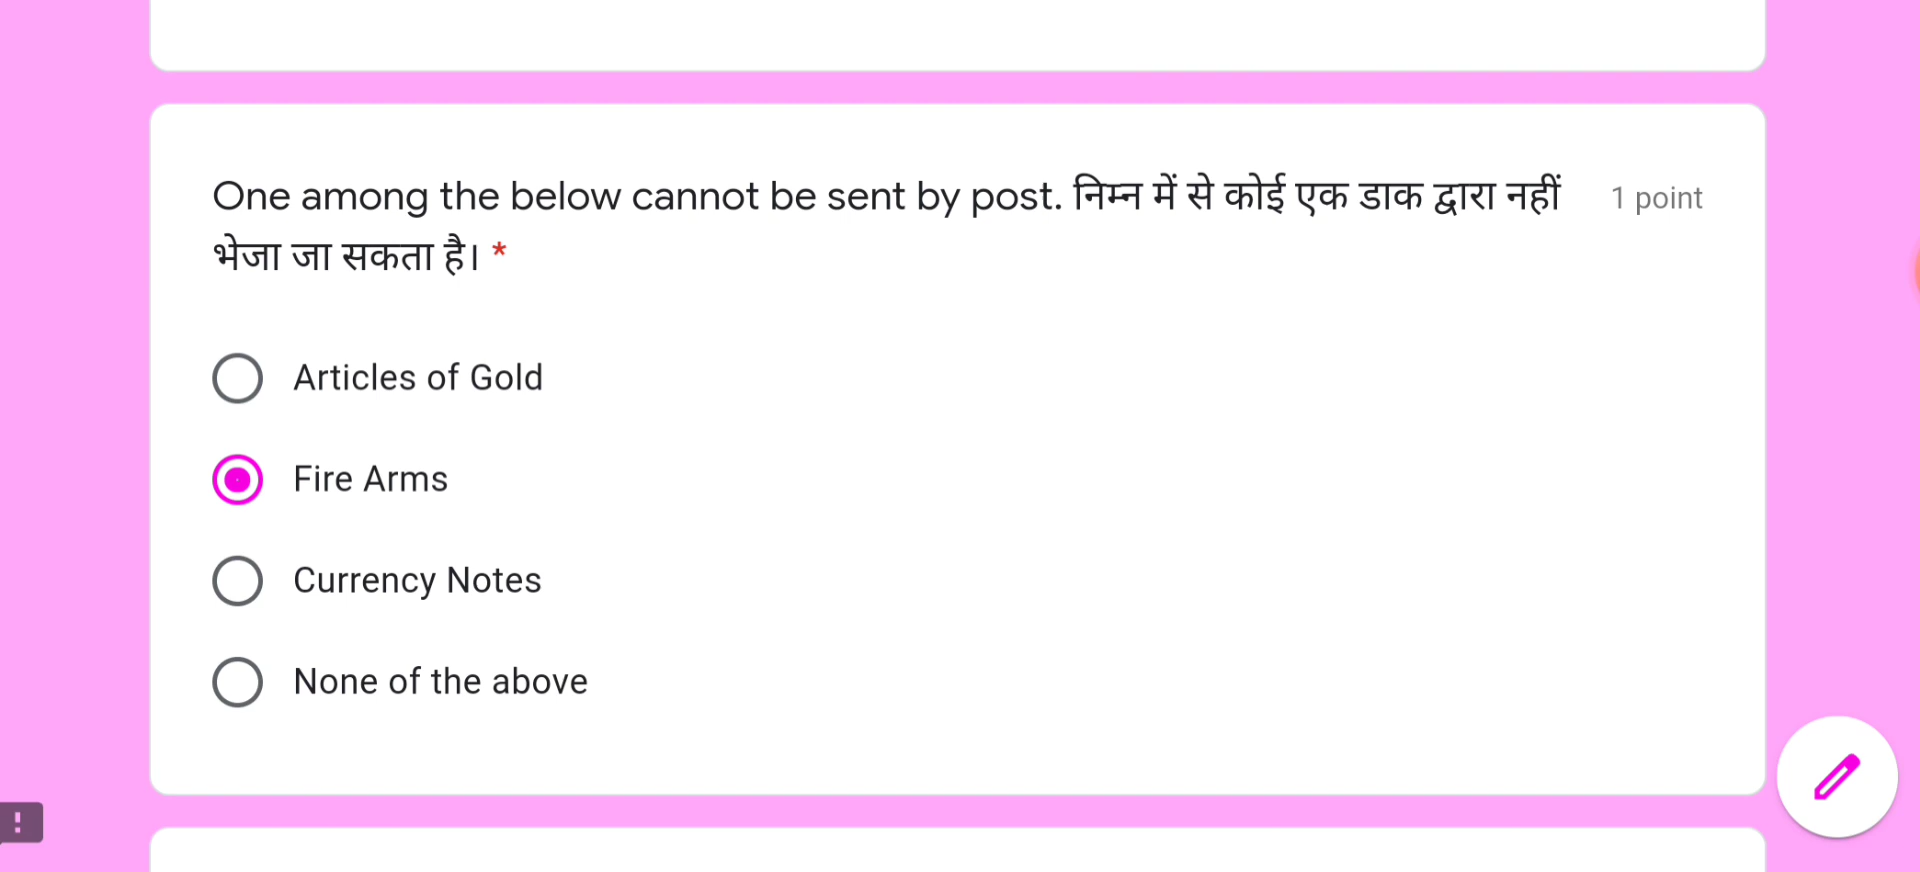 One among the below cannot be sent by post. निम्न में से कोई एक डाक द्वारा नहीं 1 point
भेजा जा सकता है। *
Articles of Gold
Fire Arms
Currency Notes
None of the above
!